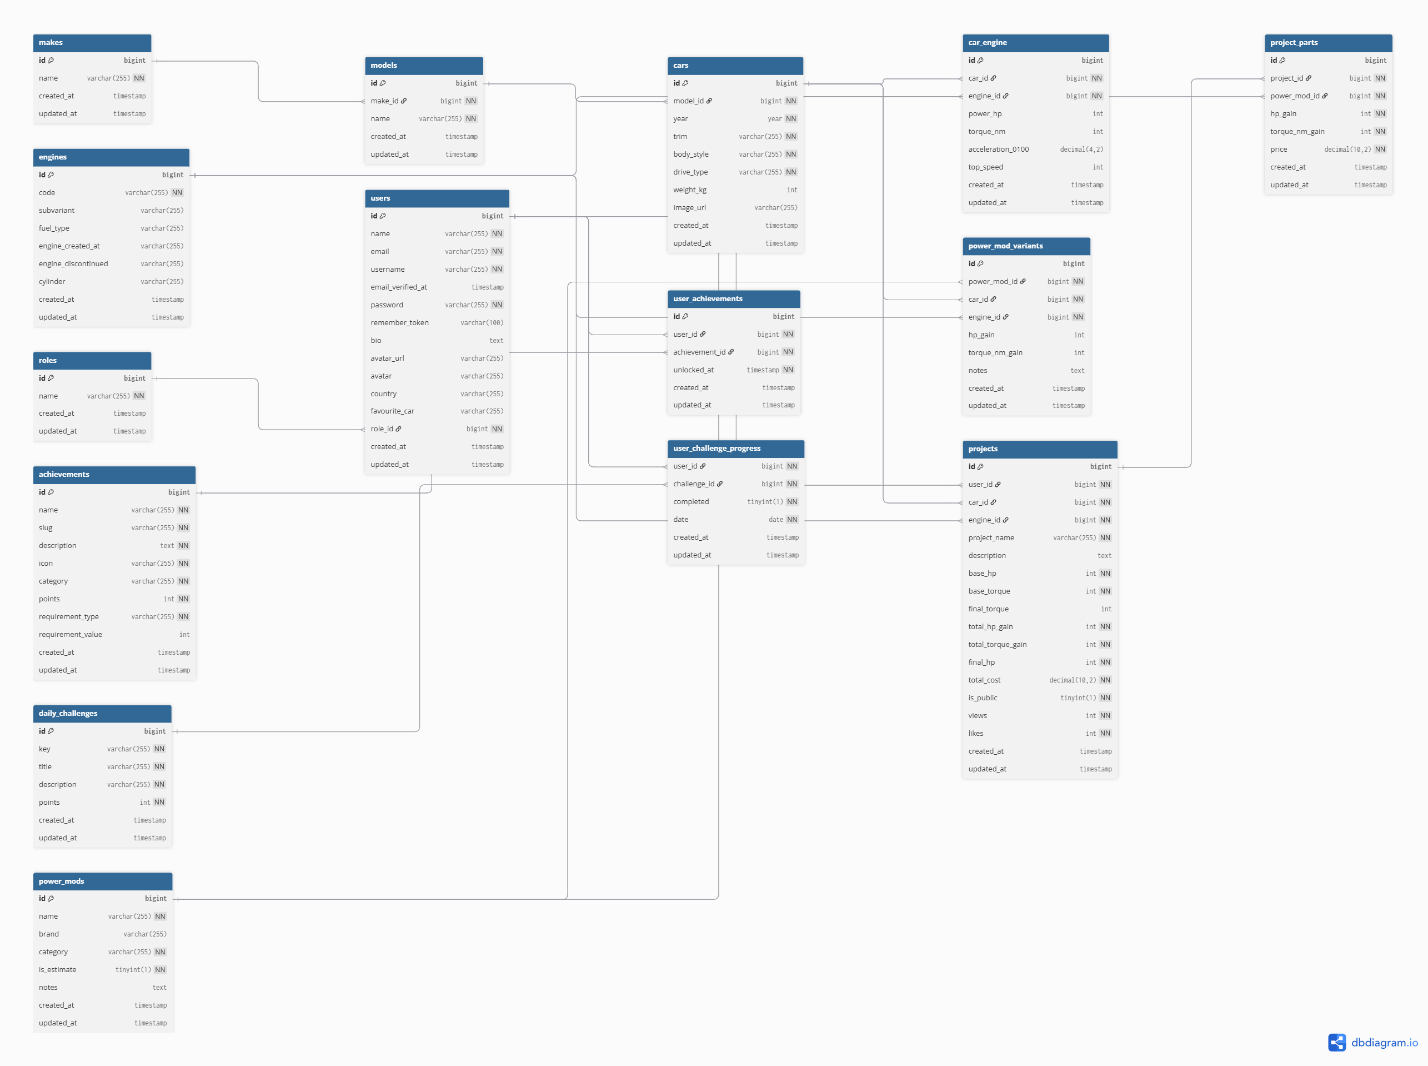 makes
id bigint
name varchar(255) NN
created_at timestamp
updated_at timestamp
engines
id bigint
code varchar(255) NN
subvariant varchar(255)
fuel_type varchar(255)
engine_created_at varchar(255)
engine_discontinued varchar(255)
cylinder varchar(255)
created_at timestamp
updated_at timestamp
roles
id bigint
name varchar(255) NN
created_at timestamp
updated_at timestamp
achievements
id bigint
name varchar(255) NN
slug varchar(255) NN
description text NN
icon varchar(255) NN
category varchar(255) NN
points int NN
requirement_type varchar(255) NN
requirement_value int
created_at timestamp
updated_at timestamp
daily_challenges
id bigint
key varchar(255) NN
title varchar(255) NN
description varchar(255) NN
points int NN
created_at timestamp
updated_at timestamp
power_mods
id bigint
name varchar(255) NN
brand varchar(255)
category varchar(255) NN
is_estimate tinyint(1) NN
notes text
created_at timestamp
updated_at timestamp
models
id bigint
make_id bigint NN
name varchar(255) NN
created_at timestamp
updated_at timestamp
users
id bigint
name varchar(255) NN
email varchar(255) NN
username varchar(255) NN
email_verified_at timestamp
password varchar(255) NN
remember_token varchar(100)
bio text
avatar_url varchar(255)
avatar varchar(255)
country varchar(255)
favourite_car varchar(255)
role_id bigint NN
created_at timestamp
updated_at timestamp
cars
id bigint
model_id bigint NN
year year NN
trim varchar(255) NN
body_style varchar(255) NN
drive_type varchar(255) NN
weight_kg int
image_url varchar(255)
created_at timestamp
updated_at timestamp
user_achievements
id bigint
user_id bigint NN
achievement_id bigint NN
unlocked_at timestamp NN
created_at timestamp
updated_at timestamp
user_challenge_progress
user_id bigint NN
challenge_id bigint NN
completed tinyint(1) NN
date date NN
created_at timestamp
updated_at timestamp
car_engine
id bigint
car_id bigint NN
engine_id bigint NN
power_hp int
torque_nm int
acceleration_0100 decimal(4,2)
top_speed int
created_at timestamp
updated_at timestamp
power_mod_variants
id bigint
power_mod_id bigint NN
car_id bigint NN
engine_id bigint NN
hp_gain int
torque_nm_gain int
notes text
created_at timestamp
updated_at timestamp
projects
id bigint
user_id bigint NN
car_id bigint NN
engine_id bigint NN
project_name varchar(255) NN
description text
base_hp int NN
base_torque int NN
final_torque int
total_hp_gain int NN
total_torque_gain int NN
final_hp int NN
total_cost decimal(10,2) NN
is_public tinyint(1) NN
views int NN
likes int NN
created_at timestamp
updated_at timestamp
project_parts
id bigint
project_id bigint NN
power_mod_id bigint NN
hp_gain int NN
torque_nm_gain int NN
price decimal(10,2) NN
created_at timestamp
updated_at timestamp
dbdiagram.io